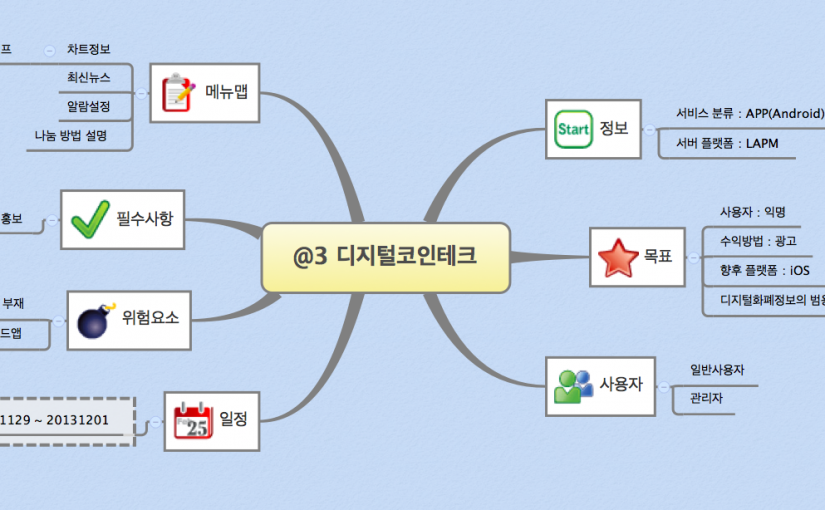 @3 디지털코인테크
메뉴맵
프
차트정보
최신뉴스
알람설정
나눔 방법 설명
필수사항
홍보
위험요소
부재
드앱
일정
1129 ~ 20131201
Feb
25
Start
정보
서비스 분류 : APP(Android)
서버 플랫폼 : LAPM
목표
사용자 : 익명
수익방법 : 광고
향후 플랫폼 : iOS
디지털화폐정보의 범용
사용자
일반사용자
관리자